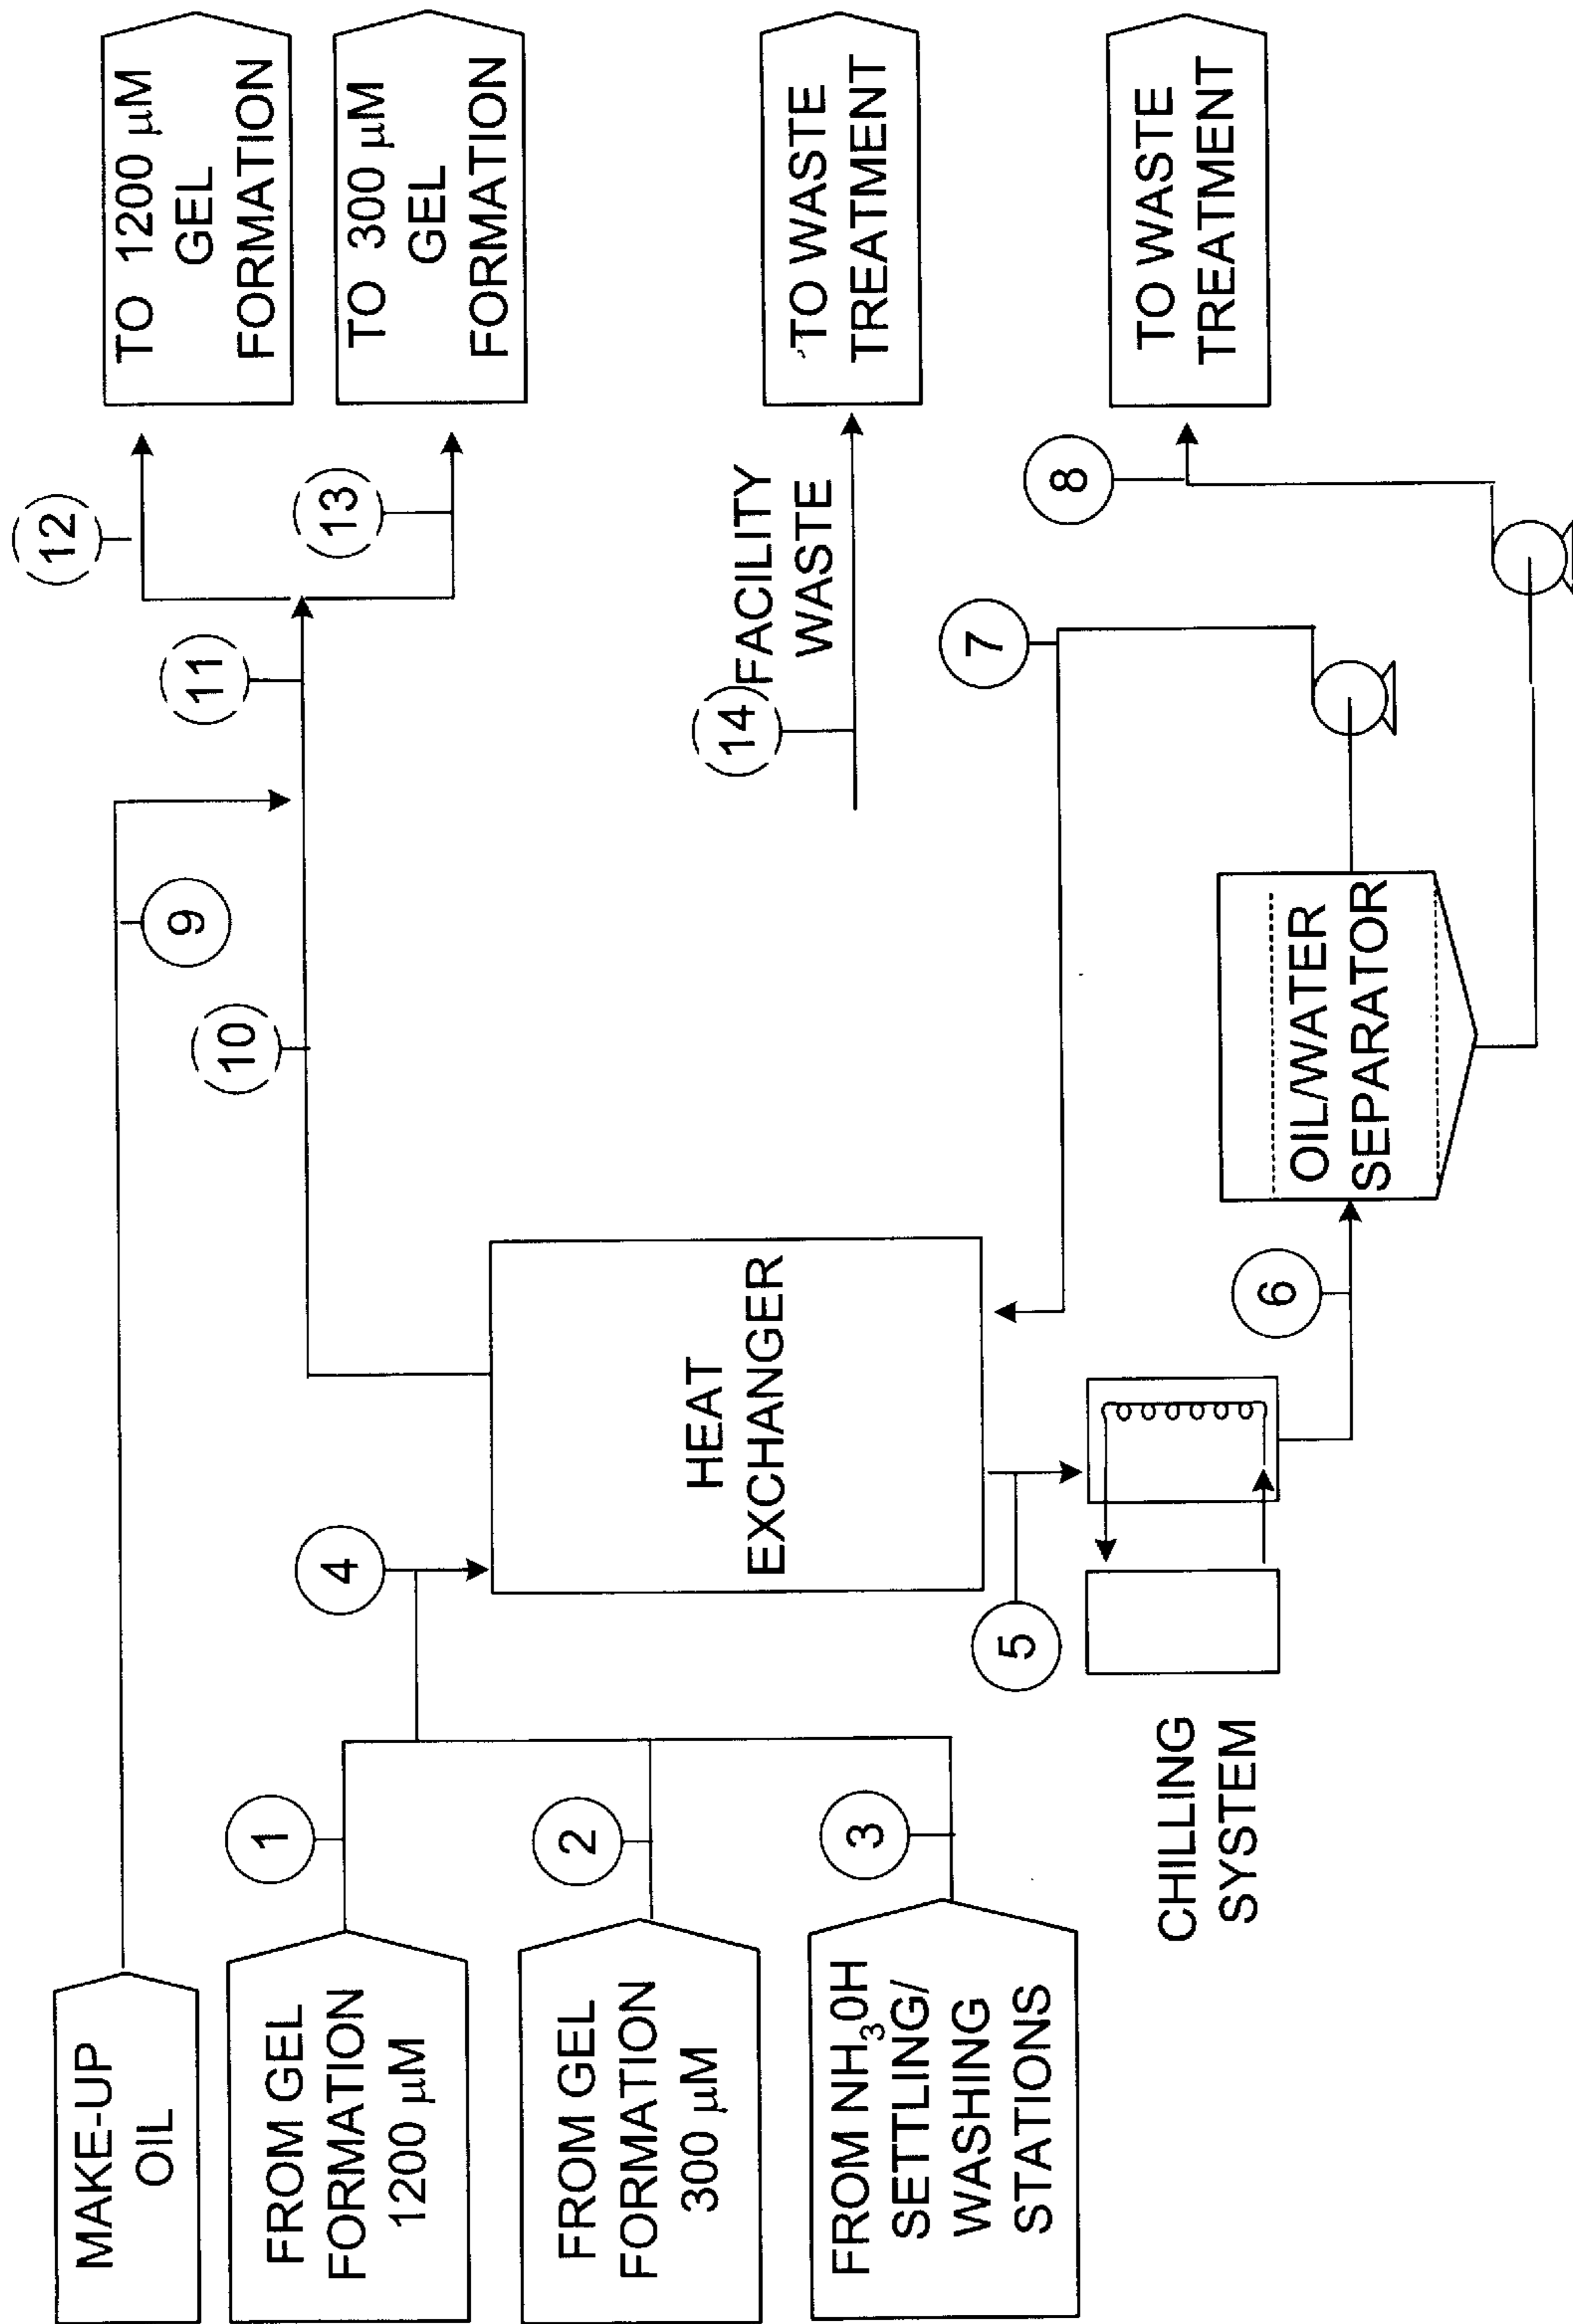 MAKE-UP
OIL
FROM GEL
FORMATION
1200 μM
FROM GEL
FORMATION
300 μM
FROM NH₃0H
SETTLING/
WASHING
STATIONS
1
2
3
4
HEAT
EXCHANGER
5
CHILLING
SYSTEM
6
OIL/WATER
SEPARATOR
7
8
9
10
11
12
13
14
FACILITY
WASTE
TO 1200 μM
GEL
FORMATION
TO 300 μM
GEL
FORMATION
TO WASTE
TREATMENT
TO WASTE
TREATMENT